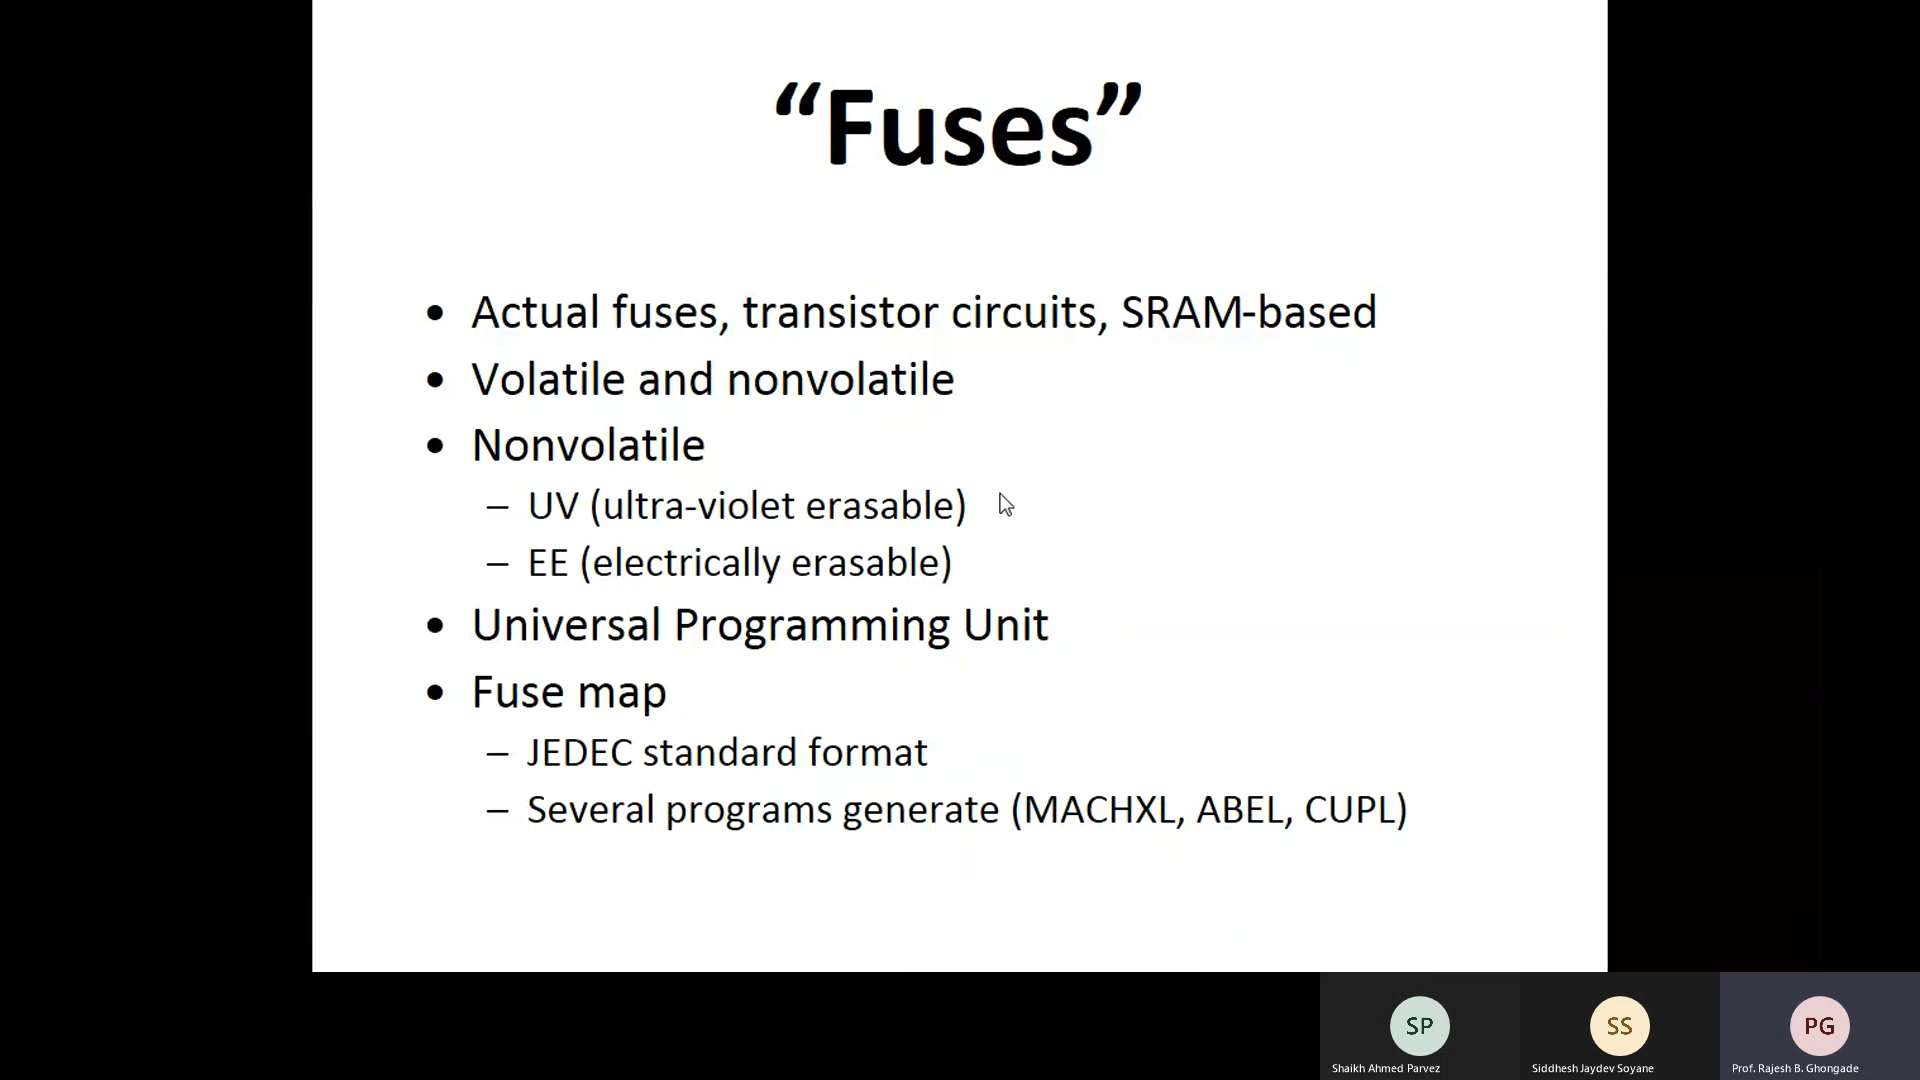 “Fuses”
• Actual fuses, transistor circuits, SRAM-based
• Volatile and nonvolatile
• Nonvolatile
– UV (ultra-violet erasable)
– EE (electrically erasable)
• Universal Programming Unit
• Fuse map
– JEDEC standard format
– Several programs generate (MACHXL, ABEL, CUPL)
SP SS PG
Shaikh Ahmed Parvez Siddhesh Jaydev Soyane Prof. Rajesh B. Ghongade